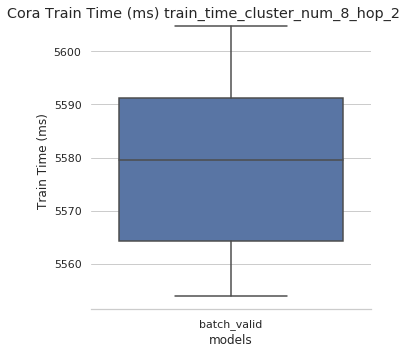 Cora Train Time (ms) train_time_cluster_num_8_hop_2
5600
5590
5580
5570
5560
Train Time (ms)
batch_valid
models